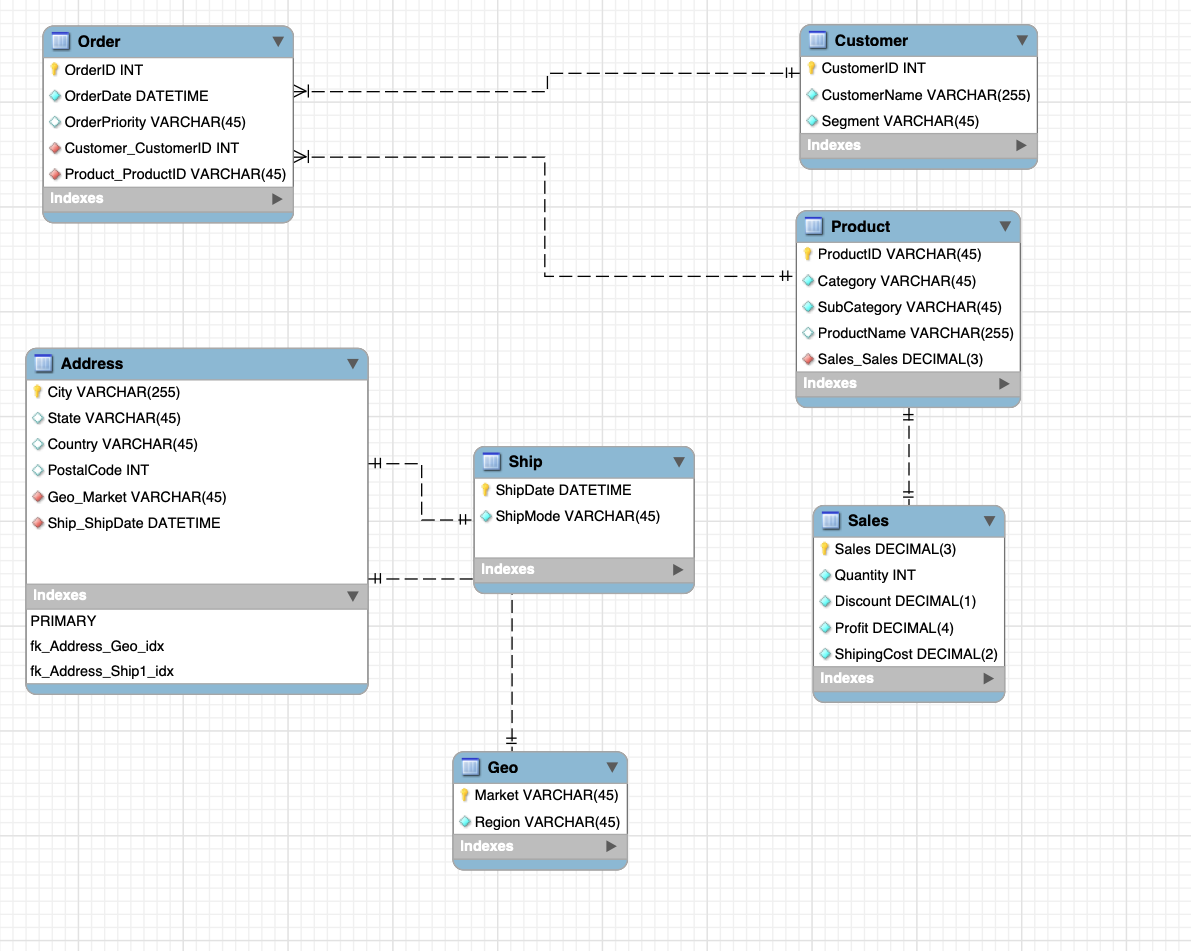 Order
OrderID INT
OrderDate DATETIME
OrderPriority VARCHAR(45)
Customer_CustomerID INT
Product_ProductID VARCHAR(45)
Indexes
Customer
CustomerID INT
CustomerName VARCHAR(255)
Segment VARCHAR(45)
Indexes
Product
ProductID VARCHAR(45)
Category VARCHAR(45)
SubCategory VARCHAR(45)
ProductName VARCHAR(255)
Sales_Sales DECIMAL(3)
Indexes
Address
City VARCHAR(255)
State VARCHAR(45)
Country VARCHAR(45)
PostalCode INT
Geo_Market VARCHAR(45)
Ship_ShipDate DATETIME
Indexes
PRIMARY
fk_Address_Geo_idx
fk_Address_Ship1_idx
Ship
ShipDate DATETIME
ShipMode VARCHAR(45)
Indexes
Sales
Sales DECIMAL(3)
Quantity INT
Discount DECIMAL(1)
Profit DECIMAL(4)
ShipingCost DECIMAL(2)
Indexes
Geo
Market VARCHAR(45)
Region VARCHAR(45)
Indexes